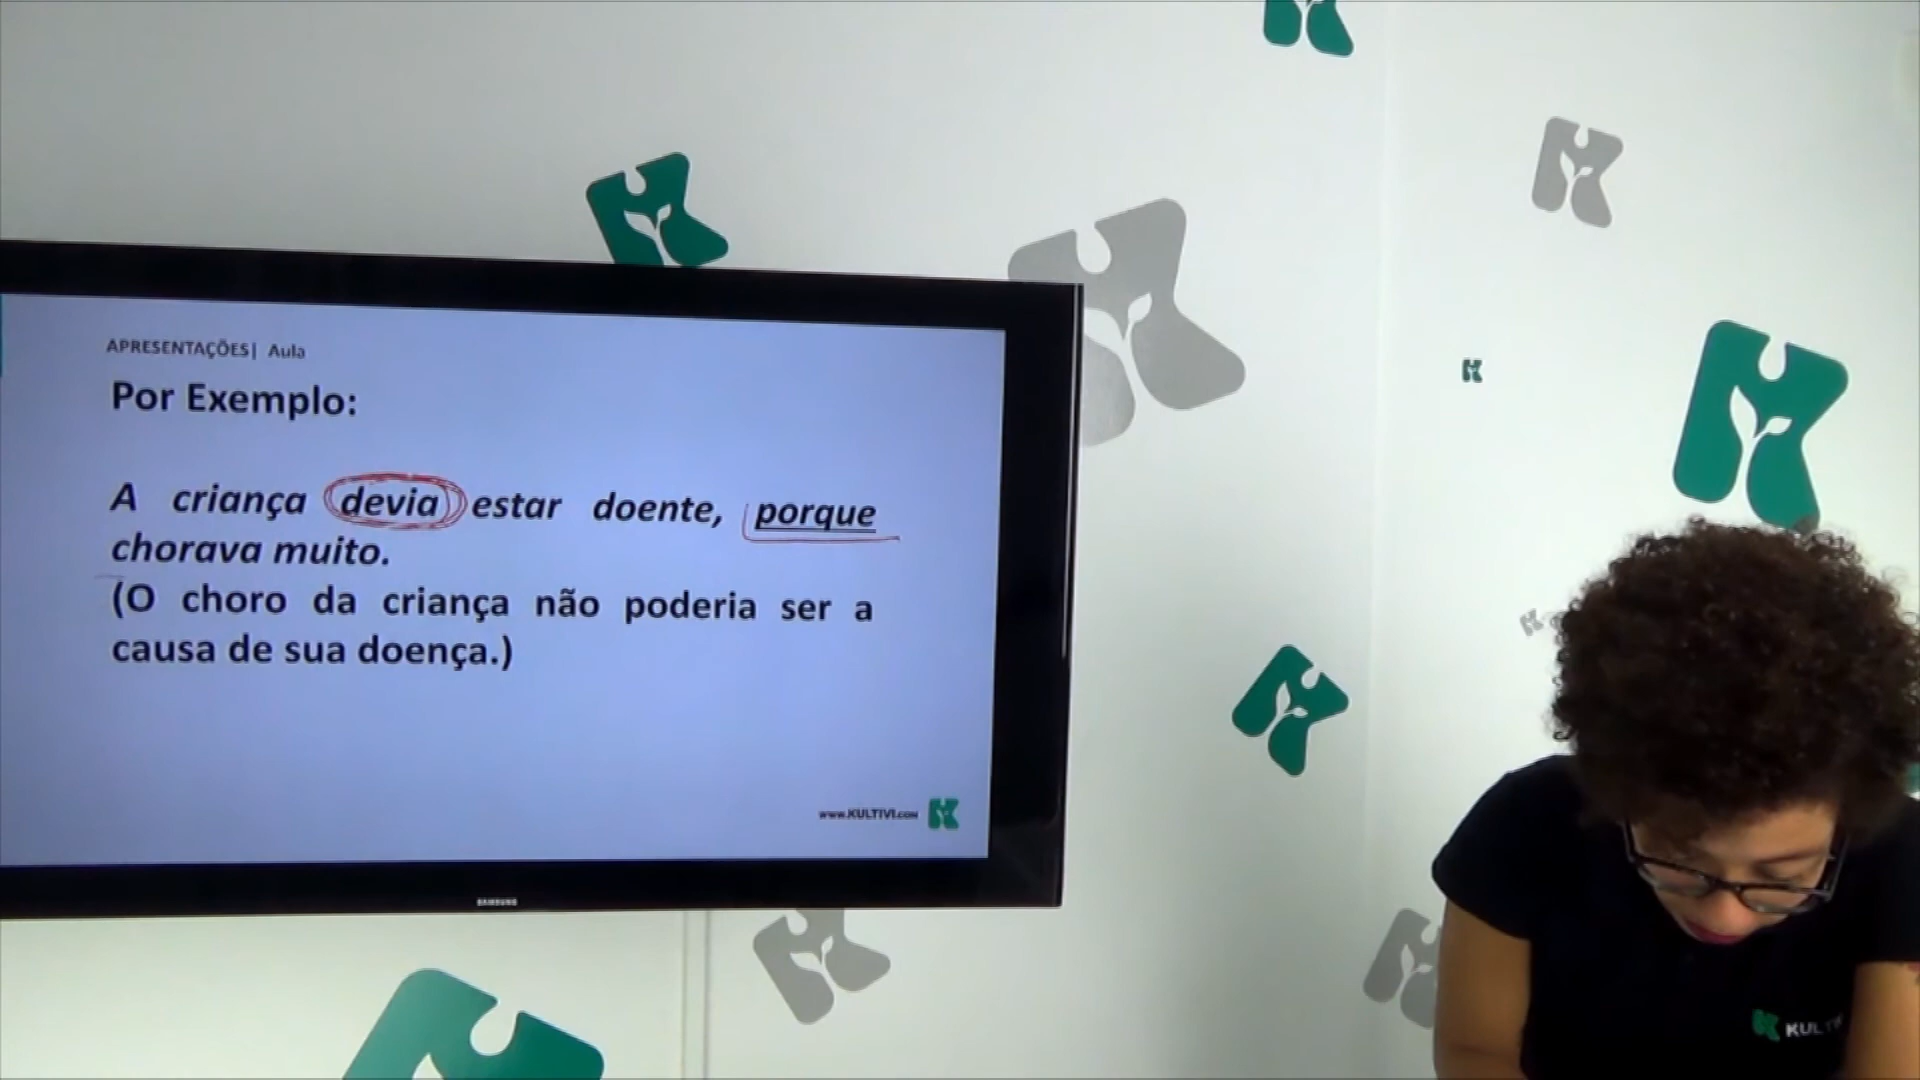 APRESENTAÇÕES| Aula
Por Exemplo:
A criança devia estar doente, porque
chorava muito.
(O choro da criança não poderia ser a
causa de sua doença.)
www.KULTIVI.com
SAMSUNG